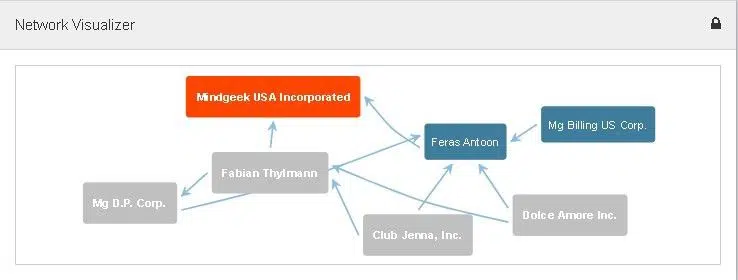 Network Visualizer
Mindgeek USA Incorporated
Mg Billing US Corp.
Feras Antoon
Fabian Thylmann
Mg D.P. Corp.
Dolce Amore Inc.
Club Jenna, Inc.